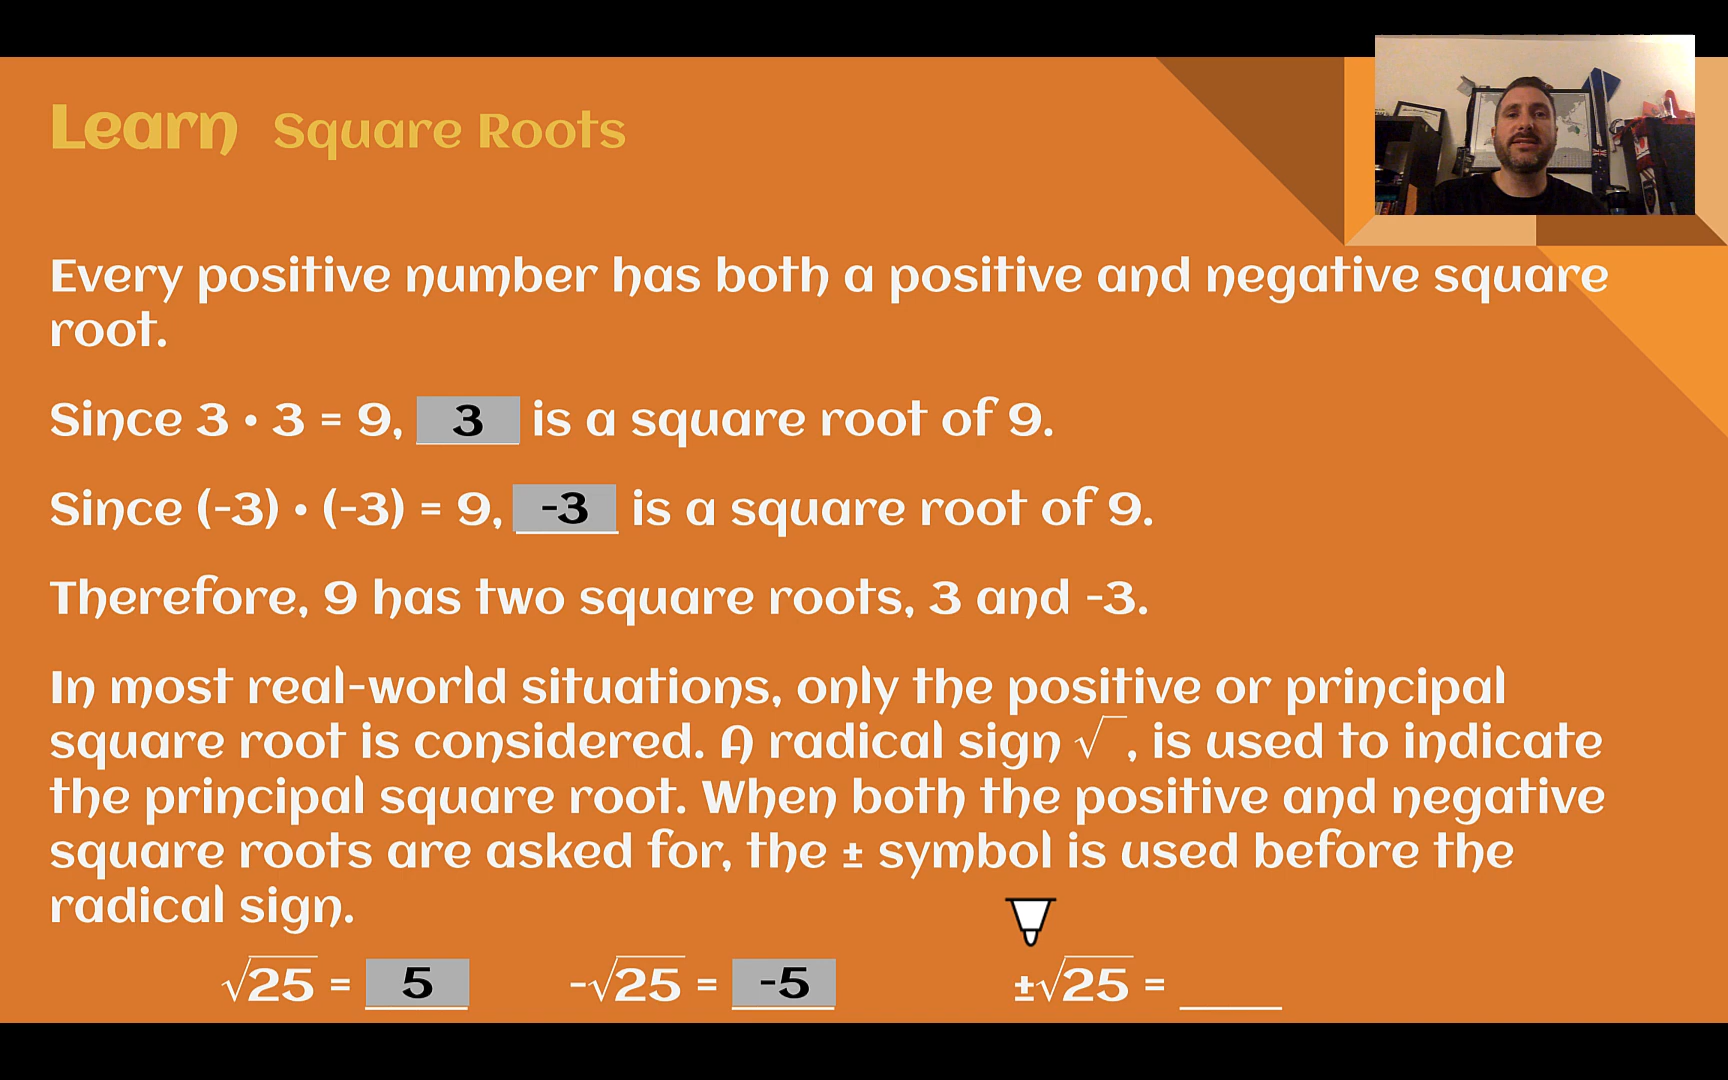 Learn Square Roots
Every positive number has both a positive and negative square
root.
Since 3 • 3 = 9, 3 is a square root of 9.
Since (-3) • (-3) = 9, -3 is a square root of 9.
Therefore, 9 has two square roots, 3 and -3.
In most real-world situations, only the positive or principal
square root is considered. A radical sign √‾, is used to indicate
the principal square root. When both the positive and negative
square roots are asked for, the ± symbol is used before the
radical sign.
√25 = 5 -√25 = -5 ±√25 = ____